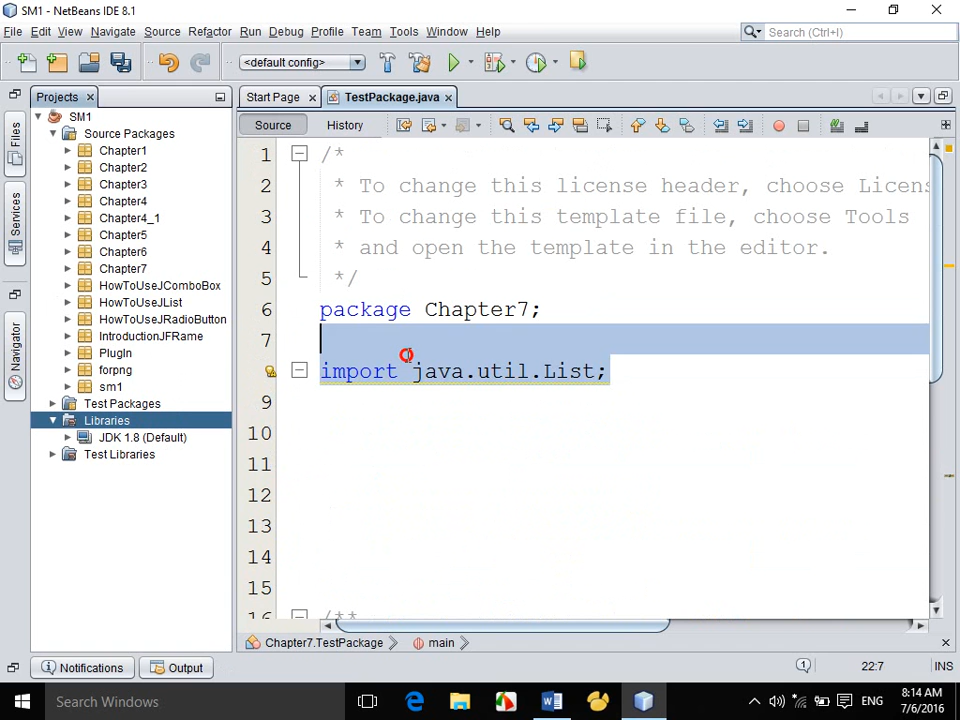 SM1 - NetBeans IDE 8.1
File Edit View Navigate Source Refactor Run Debug Profile Team Tools Window Help
Search (Ctrl+I)
<default config>
Projects
Start Page
TestPackage.java
Files
Services
Navigator
SM1
Source Packages
Chapter1
Chapter2
Chapter3
Chapter4
Chapter4_1
Chapter5
Chapter6
Chapter7
HowToUseJComboBox
HowToUseJList
HowToUseJRadioButton
IntroductionJFrame
PlugIn
forpng
sm1
Test Packages
Libraries
JDK 1.8 (Default)
Test Libraries
Source History
1 /*
2 * To change this license header, choose Licens
3 * To change this template file, choose Tools
4 * and open the template in the editor.
5 */
6 package Chapter7;
7
8 import java.util.List;
9
10
11
12
13
14
15
16 /**
Chapter7.TestPackage
main
Notifications
Output
1
22:7
INS
Search Windows
ENG
8:14 AM
7/6/2016